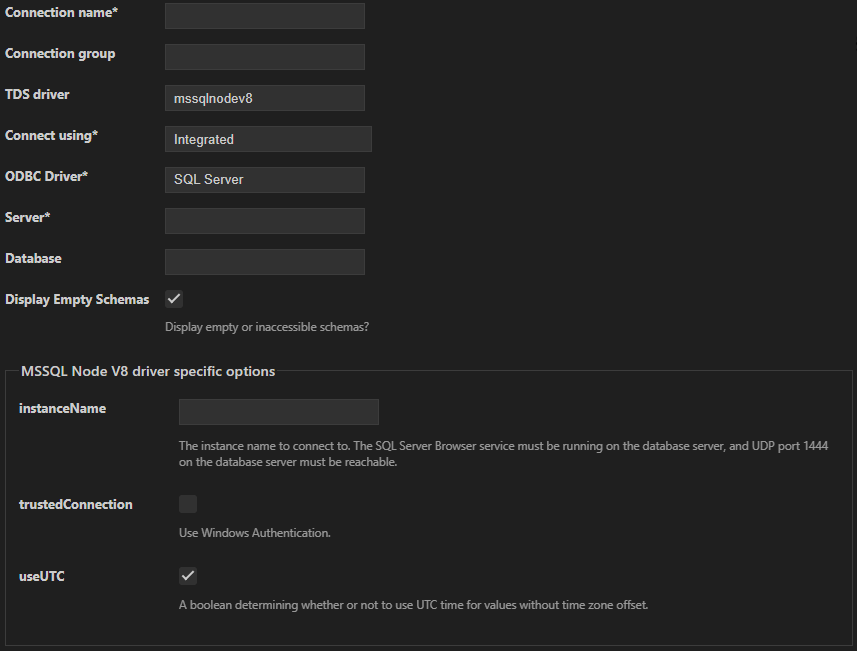 Connection name*
Connection group
TDS driver mssqlnodev8
Connect using* Integrated
ODBC Driver* SQL Server
Server*
Database
Display Empty Schemas
Display empty or inaccessible schemas?
MSSQL Node V8 driver specific options
instanceName
The instance name to connect to. The SQL Server Browser service must be running on the database server, and UDP port 1444
on the database server must be reachable.
trustedConnection
Use Windows Authentication.
useUTC
A boolean determining whether or not to use UTC time for values without time zone offset.